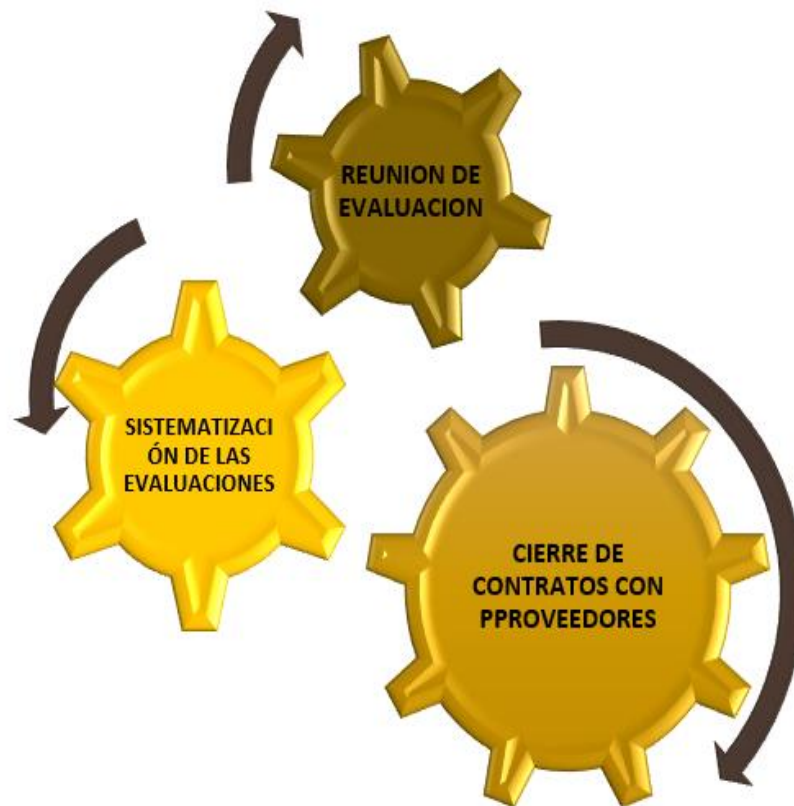 REUNION DE
EVALUACION
SISTEMATIZACI
ÓN DE LAS
EVALUACIONES
CIERRE DE
CONTRATOS CON
PPROVEEDORES